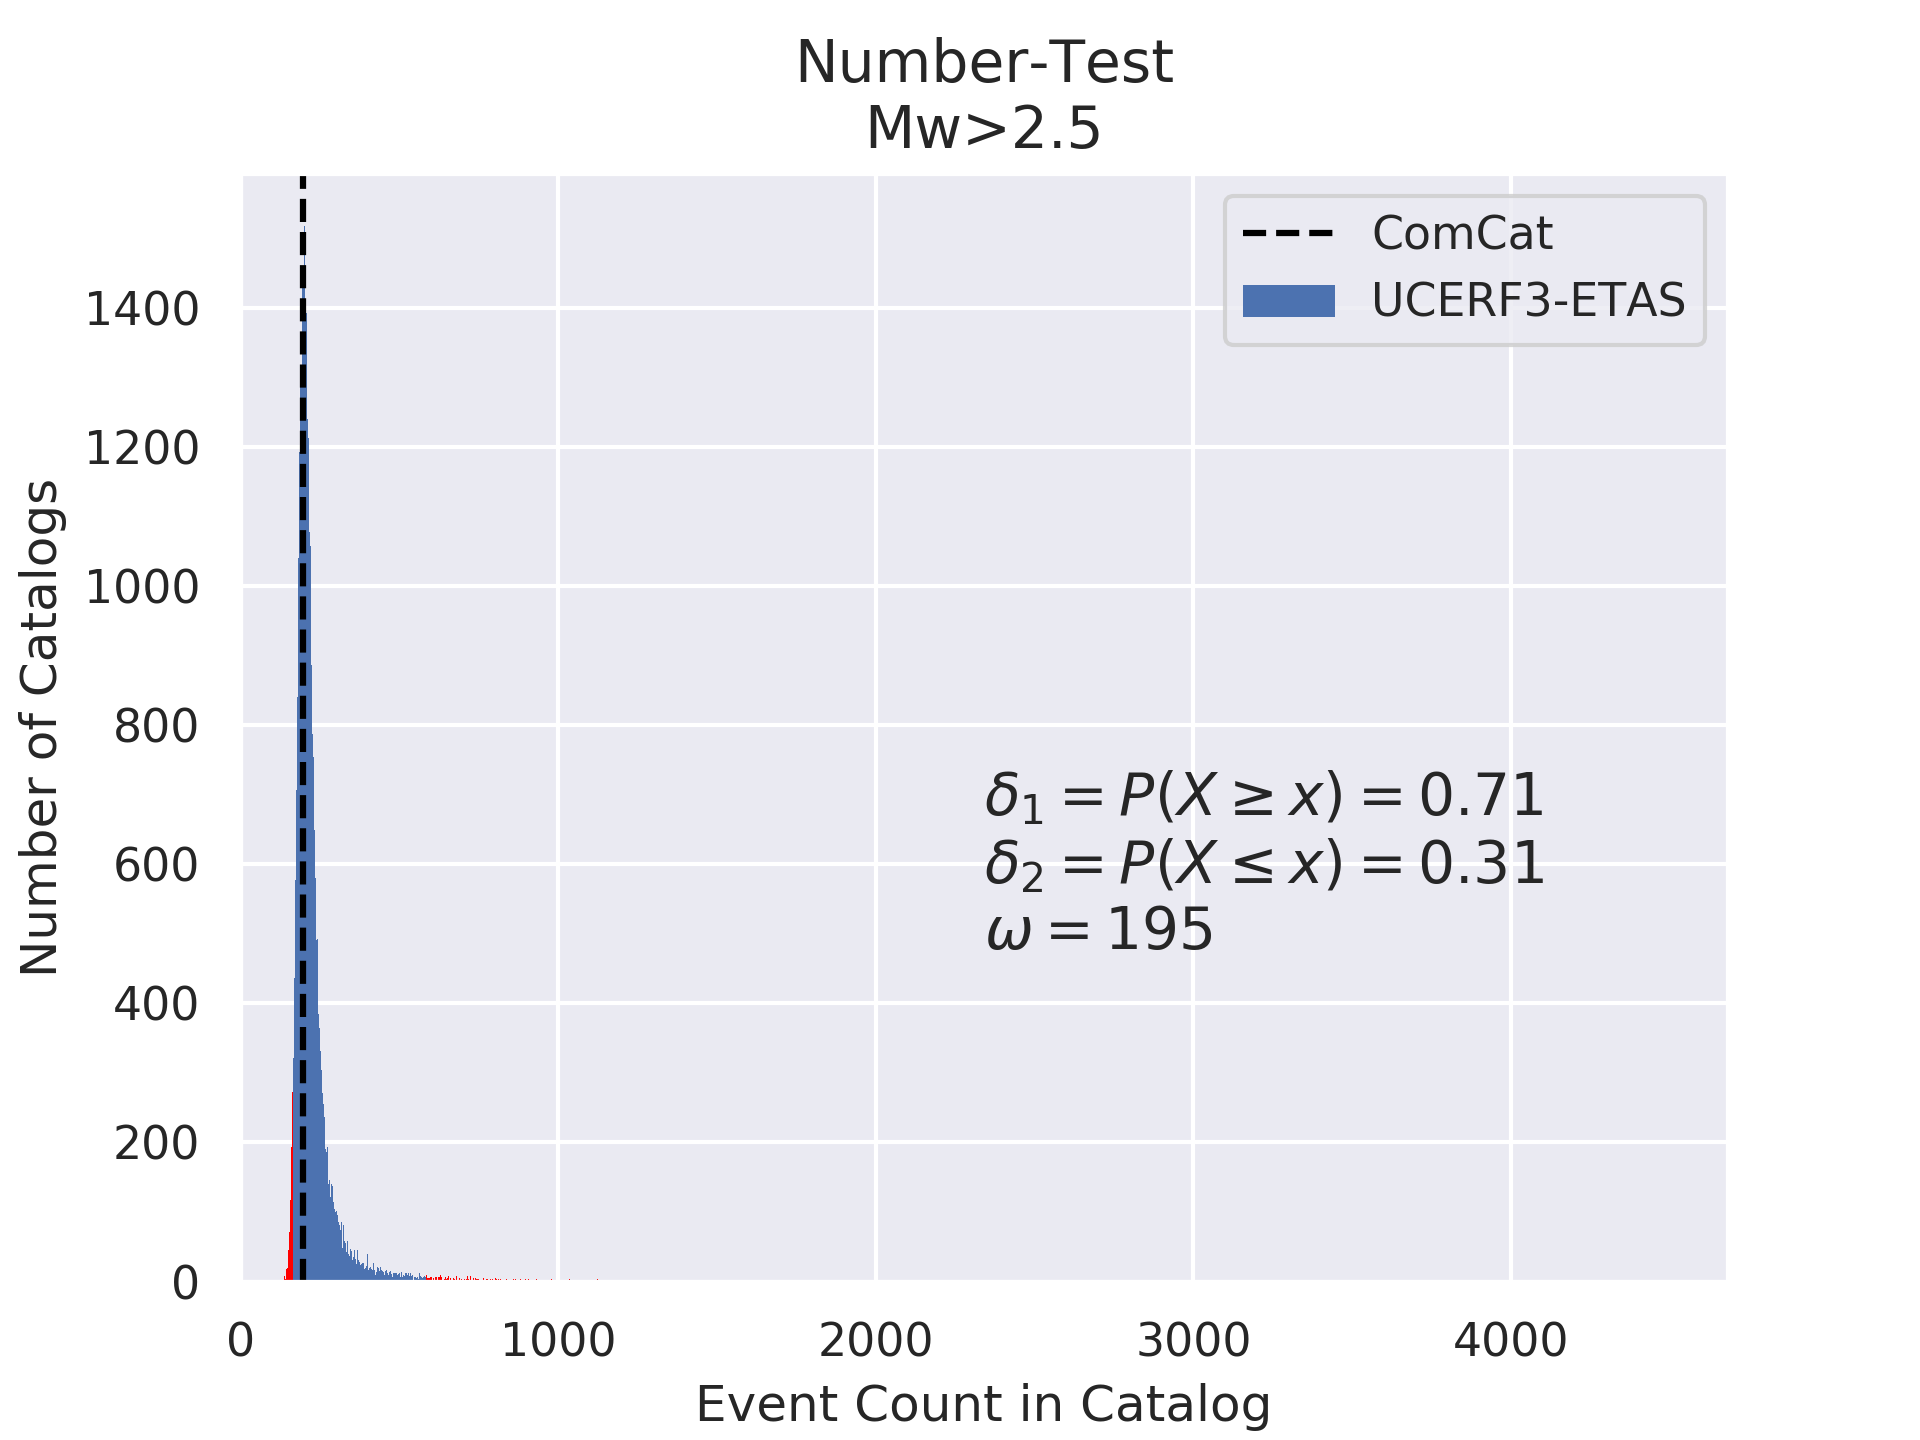 Number-Test
Mw>2.5
ComCat
UCERF3-ETAS
1400
1200
1000
800
600
400
200
0
Number of Catalogs
δ₁ = P(X ≥ x) = 0.71
δ₂ = P(X ≤ x) = 0.31
ω = 195
0 1000 2000 3000 4000
Event Count in Catalog